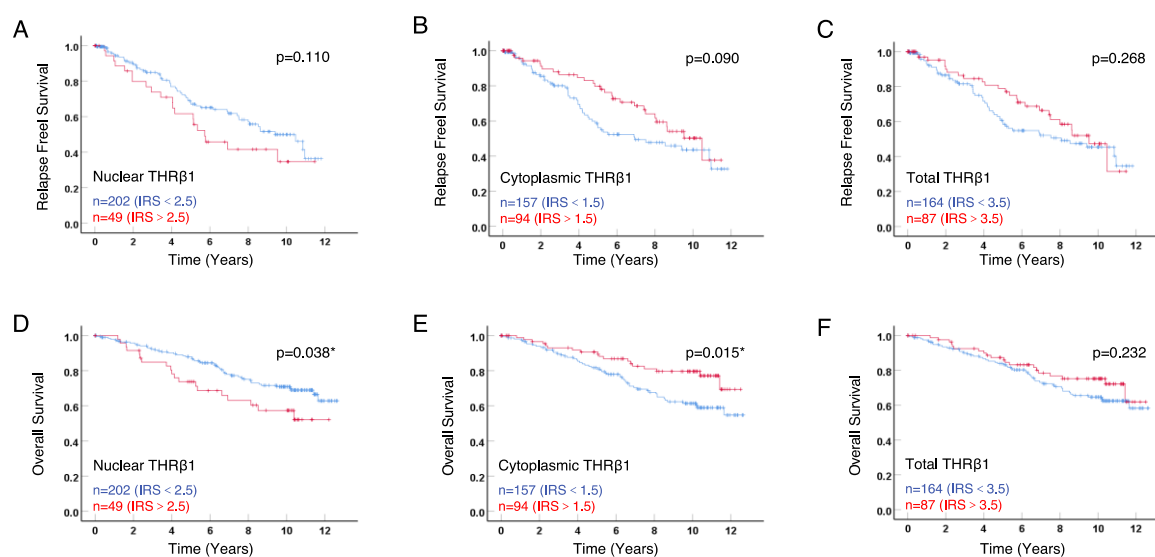 A
1.0
0.8
0.6
0.4
0.2
0.0
Relapse Freel Survival
p=0.110
Nuclear THRβ1
n=202 (IRS < 2.5)
n=49 (IRS > 2.5)
0 2 4 6 8 10 12
Time (Years)
B
1.0
0.8
0.6
0.4
0.2
0.0
Relapse Freel Survival
p=0.090
Cytoplasmic THRβ1
n=157 (IRS < 1.5)
n=94 (IRS > 1.5)
0 2 4 6 8 10 12
Time (Years)
C
1.0
0.8
0.6
0.4
0.2
0.0
Relapse Freel Survival
p=0.268
Total THRβ1
n=164 (IRS < 3.5)
n=87 (IRS > 3.5)
0 2 4 6 8 10 12
Time (Years)
D
1.0
0.8
0.6
0.4
0.2
0.0
Overall Survival
p=0.038*
Nuclear THRβ1
n=202 (IRS < 2.5)
n=49 (IRS > 2.5)
0 2 4 6 8 10 12
Time (Years)
E
1.0
0.8
0.6
0.4
0.2
0.0
Overall Survival
p=0.015*
Cytoplasmic THRβ1
n=157 (IRS < 1.5)
n=94 (IRS > 1.5)
0 2 4 6 8 10 12
Time (Years)
F
1.0
0.8
0.6
0.4
0.2
0.0
Overall Survival
p=0.232
Total THRβ1
n=164 (IRS < 3.5)
n=87 (IRS > 3.5)
0 2 4 6 8 10 12
Time (Years)